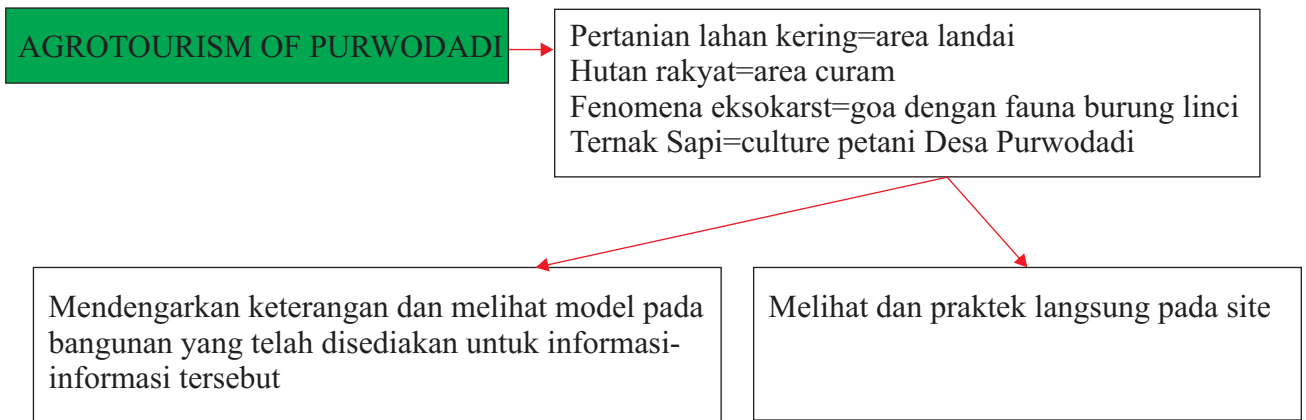 AGROTOURISM OF PURWODADI
Pertanian lahan kering=area landai
Hutan rakyat=area curam
Fenomena eksokarst=goa dengan fauna burung linci
Ternak Sapi=culture petani Desa Purwodadi
Mendengarkan keterangan dan melihat model pada
bangunan yang telah disediakan untuk informasi-
informasi tersebut
Melihat dan praktek langsung pada site